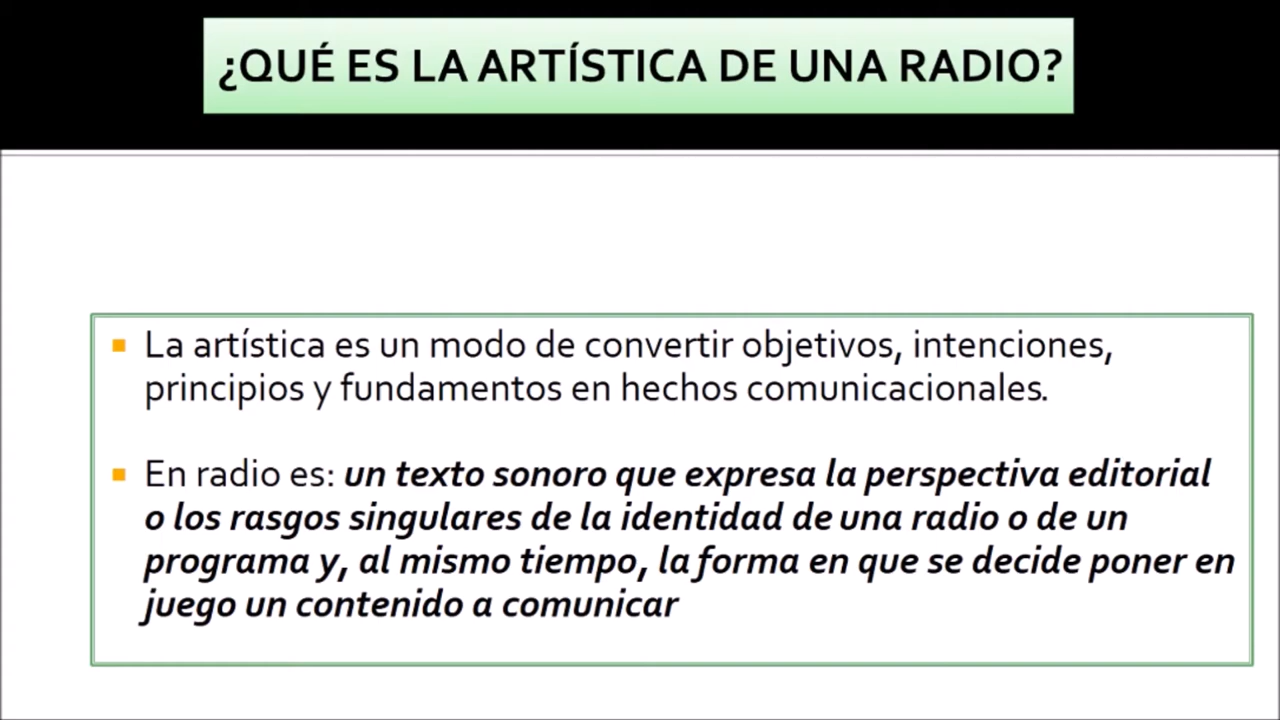 ¿QUÉ ES LA ARTÍSTICA DE UNA RADIO?
La artística es un modo de convertir objetivos, intenciones,
principios y fundamentos en hechos comunicacionales.
En radio es: un texto sonoro que expresa la perspectiva editorial
o los rasgos singulares de la identidad de una radio o de un
programa y, al mismo tiempo, la forma en que se decide poner en
juego un contenido a comunicar